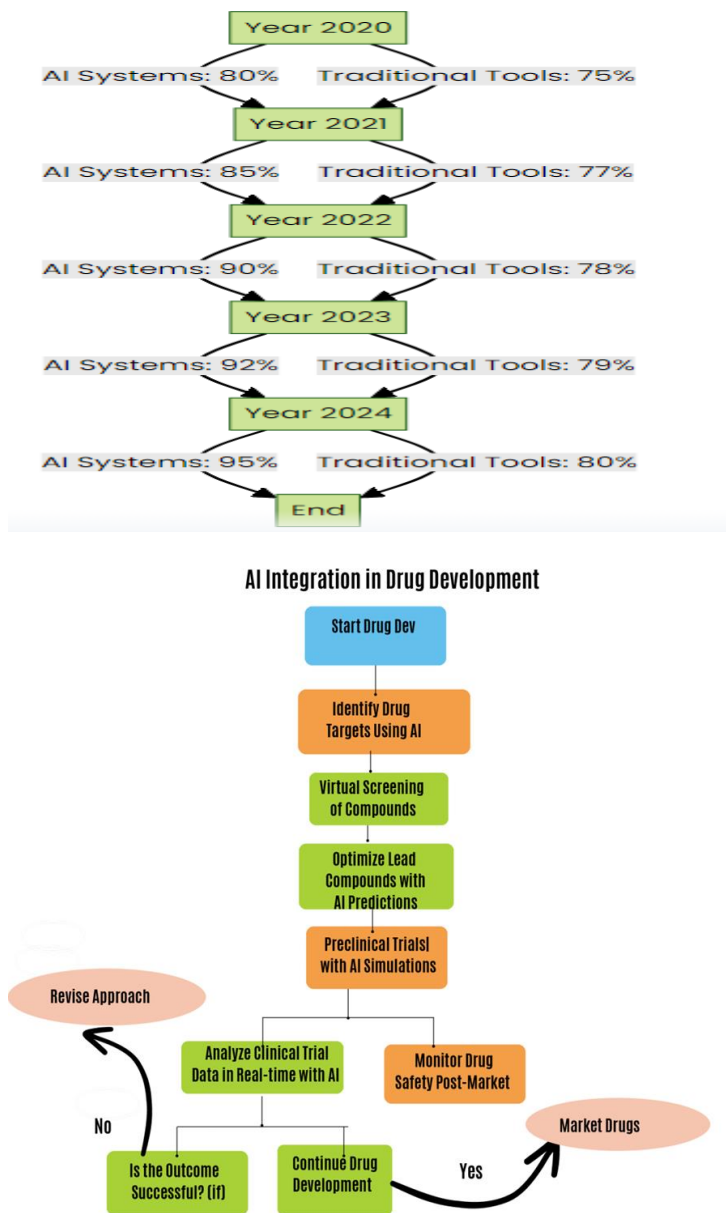 Year 2020
AI Systems: 80%
Traditional Tools: 75%
Year 2021
AI Systems: 85%
Traditional Tools: 77%
Year 2022
AI Systems: 90%
Traditional Tools: 78%
Year 2023
AI Systems: 92%
Traditional Tools: 79%
Year 2024
AI Systems: 95%
Traditional Tools: 80%
End
AI Integration in Drug Development
Start Drug Dev
Identify Drug
Targets Using AI
Virtual Screening
of Compounds
Optimize Lead
Compounds with
AI Predictions
Preclinical Trials|
with AI Simulations
Revise Approach
Analyze Clinical Trial
Data in Real-time with AI
Monitor Drug
Safety Post-Market
Market Drugs
No
Is the Outcome
Successful? (if)
Continue Drug
Development
Yes